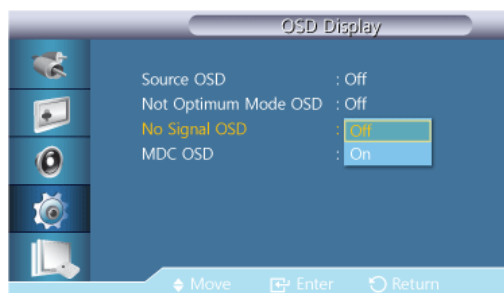 OSD Display
Source OSD : Off
Not Optimum Mode OSD : Off
No Signal OSD : Off
MDC OSD : On
Move Enter Return